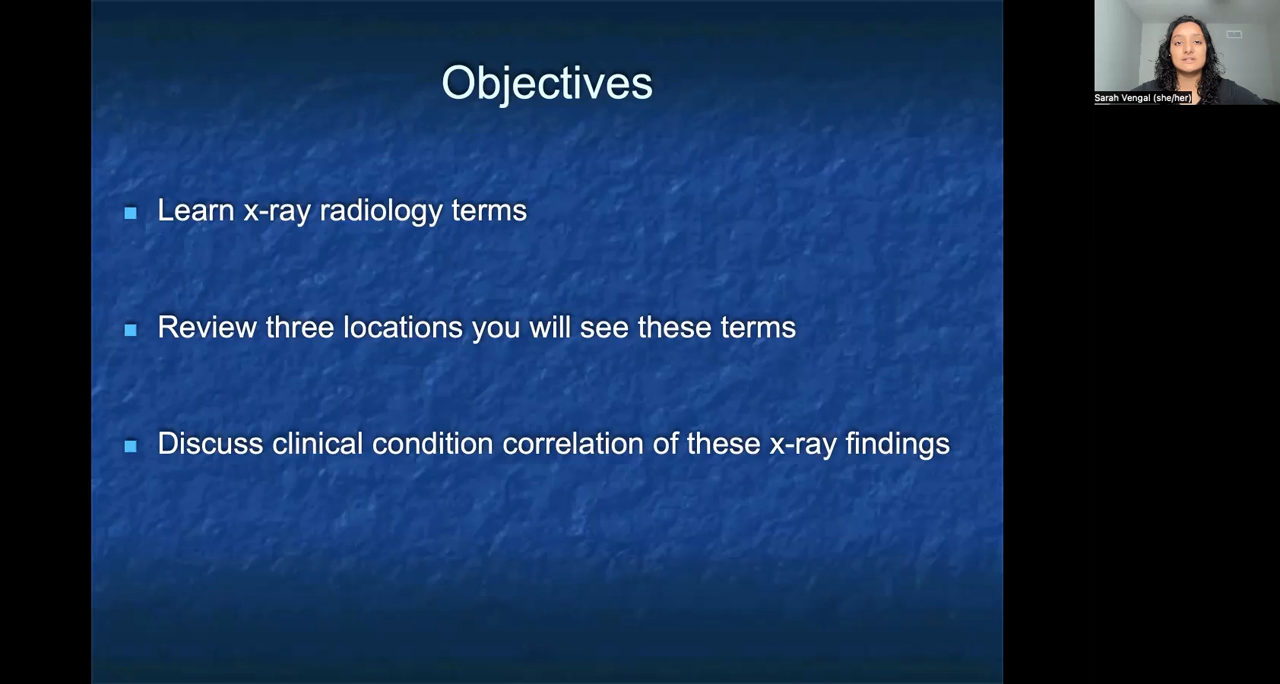 Objectives
Learn x-ray radiology terms
Review three locations you will see these terms
Discuss clinical condition correlation of these x-ray findings
Sarah Vengal (she/her)